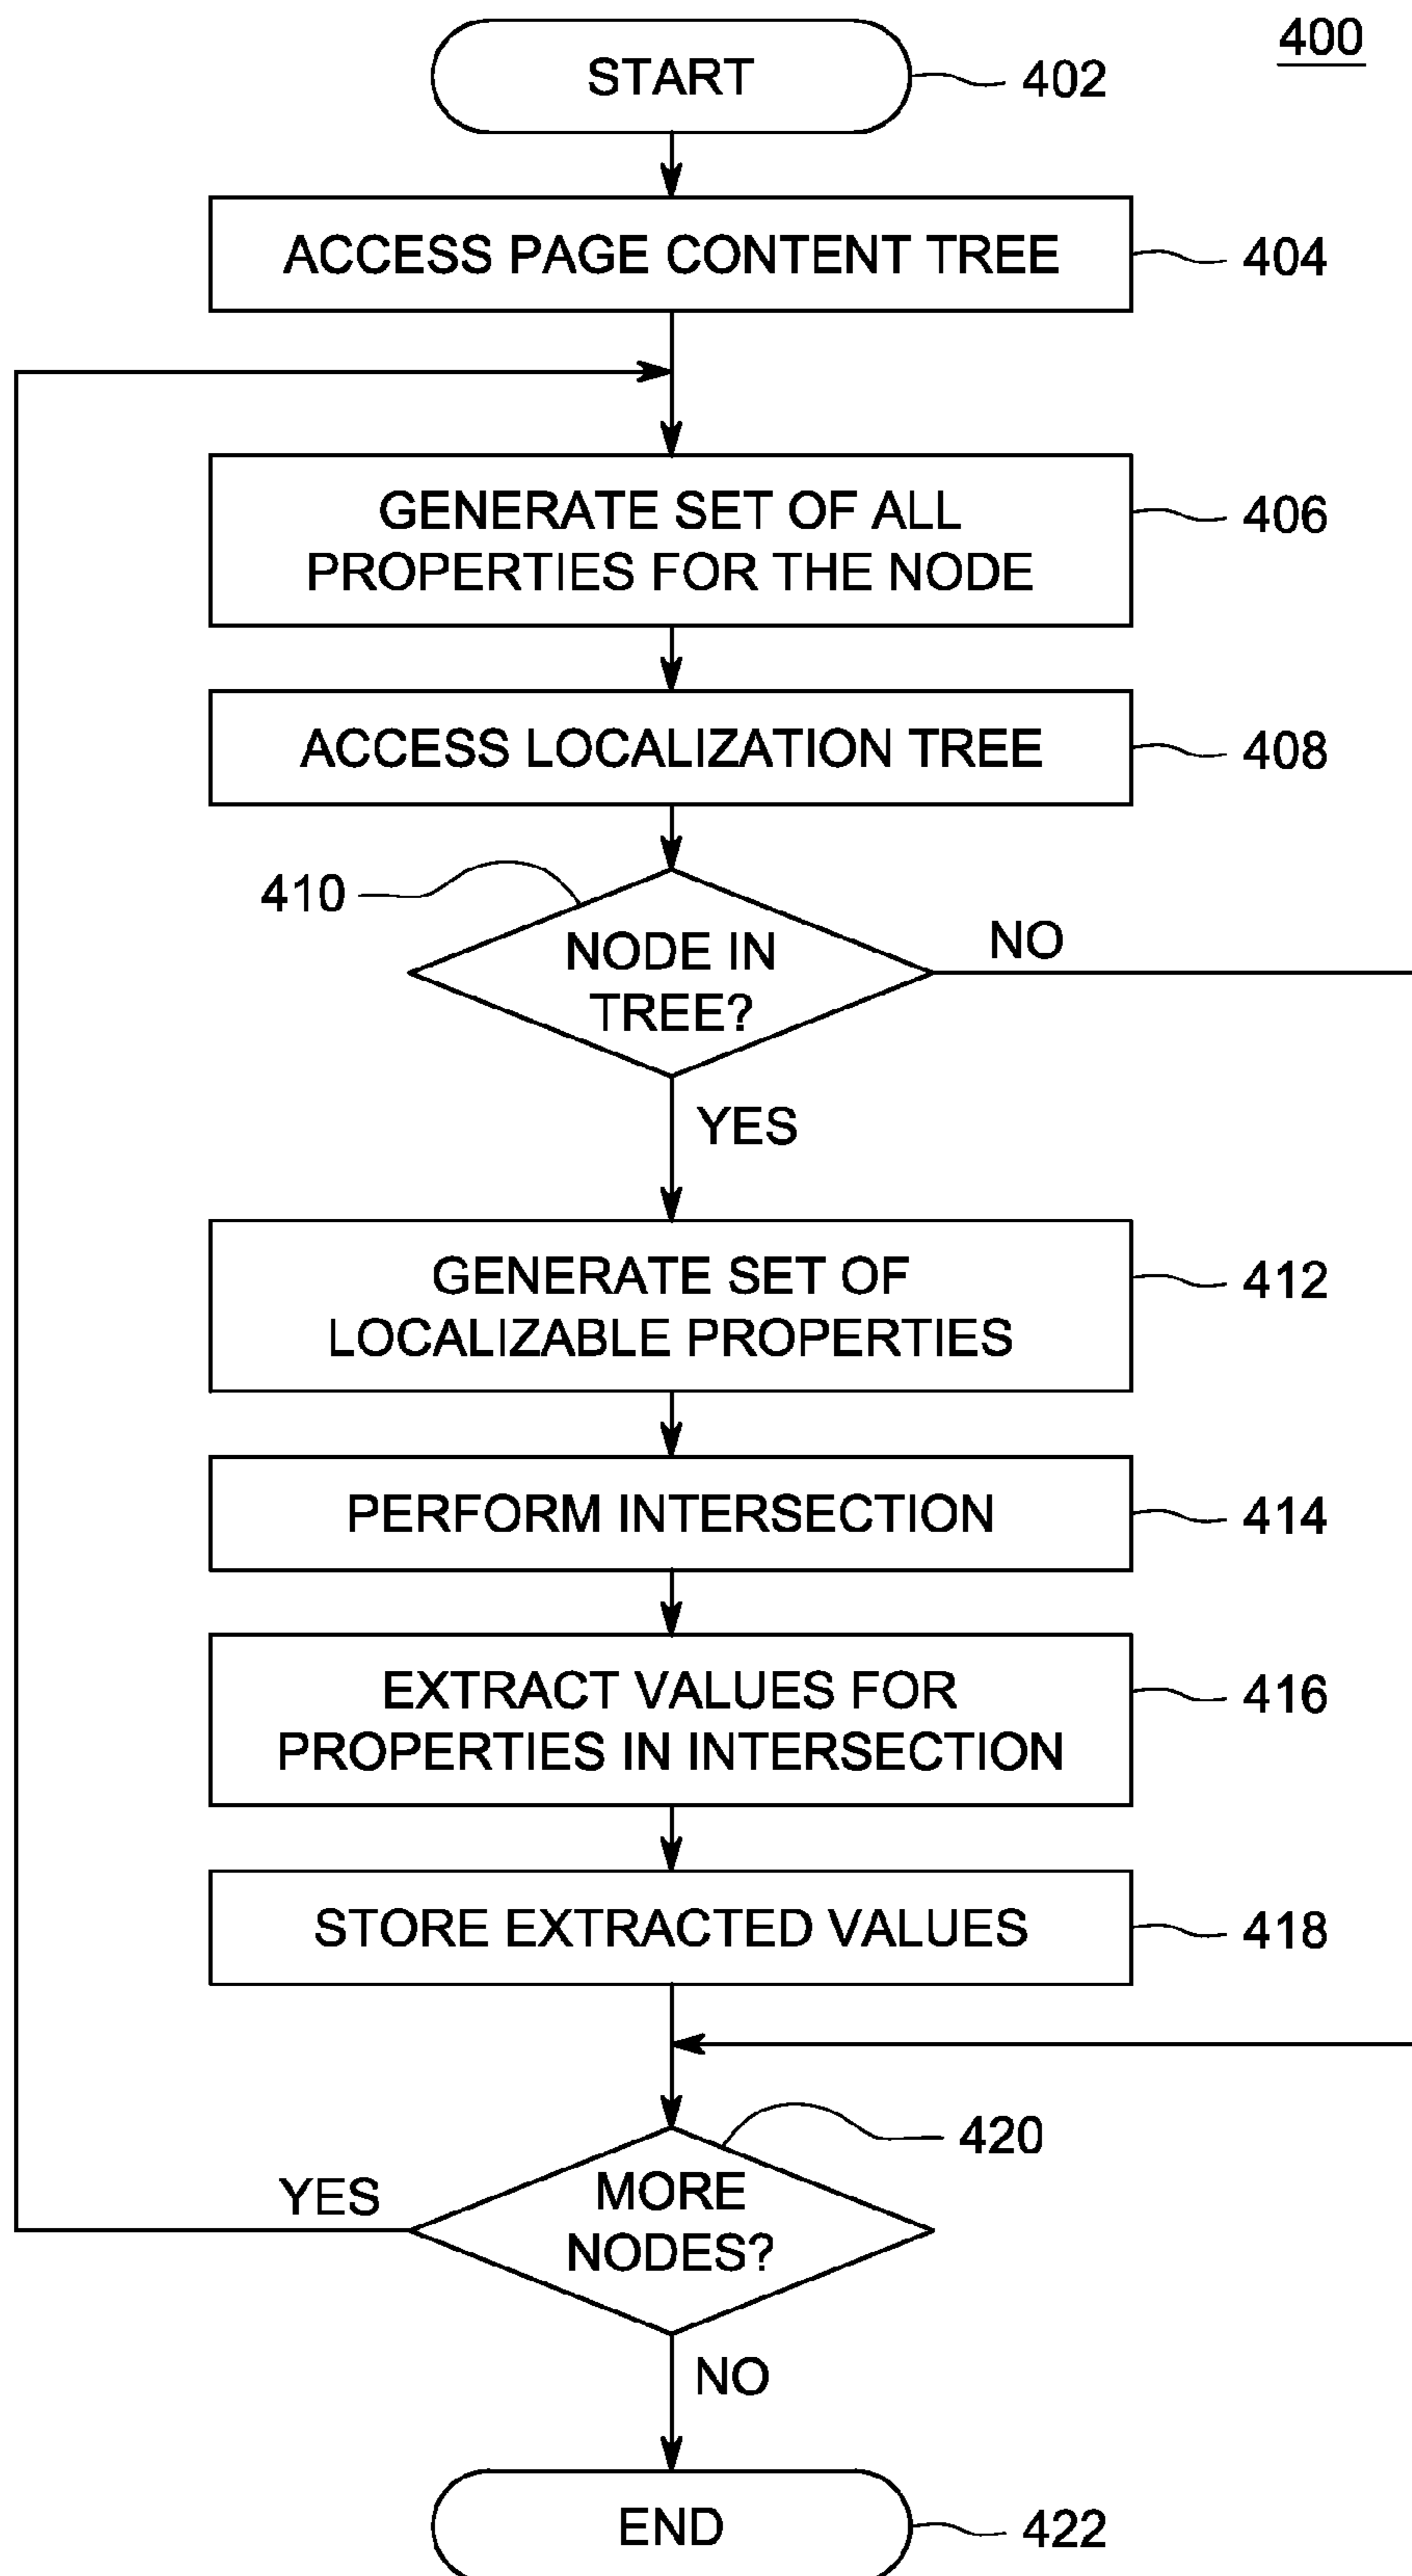 400
START
402
ACCESS PAGE CONTENT TREE
404
GENERATE SET OF ALL
PROPERTIES FOR THE NODE
406
ACCESS LOCALIZATION TREE
408
410
NODE IN
TREE?
NO
YES
GENERATE SET OF
LOCALIZABLE PROPERTIES
412
PERFORM INTERSECTION
414
EXTRACT VALUES FOR
PROPERTIES IN INTERSECTION
416
STORE EXTRACTED VALUES
418
420
YES
MORE
NODES?
NO
END
422